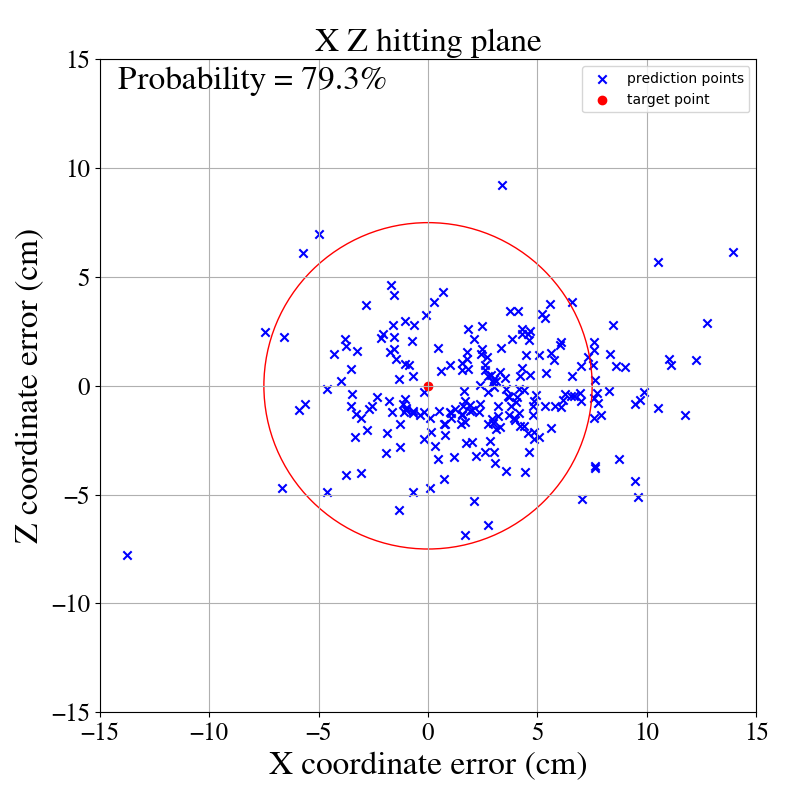 X Z hitting plane
Probability = 79.3%
prediction points
target point
15
10
5
0
−5
−10
−15
Z coordinate error (cm)
−15 −10 −5 0 5 10 15
X coordinate error (cm)